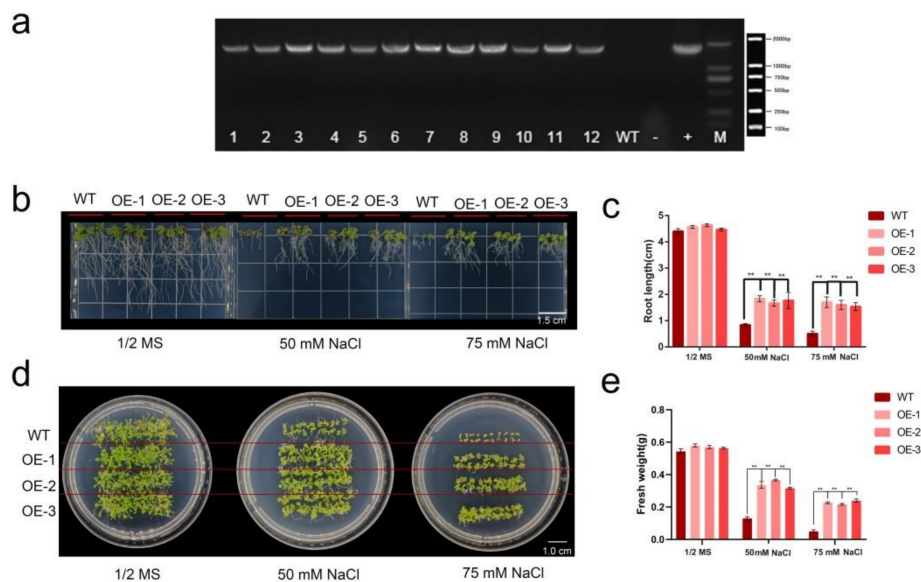 a
2000bp
1000bp
750bp
500bp
250bp
100bp
1 2 3 4 5 6 7 8 9 10 11 12 WT - + M
b
WT OE-1 OE-2 OE-3 WT OE-1 OE-2 OE-3 WT OE-1 OE-2 OE-3
1.5 cm
1/2 MS 50 mM NaCl 75 mM NaCl
c
WT
OE-1
OE-2
OE-3
Root length(cm)
6
4
2
0
** ** ** ** ** **
1/2 MS 50mM NaCl 75 mM NaCl
d
WT
OE-1
OE-2
OE-3
1.0 cm
1/2 MS 50 mM NaCl 75 mM NaCl
e
WT
OE-1
OE-2
OE-3
Fresh weight(g)
0.8
0.6
0.4
0.2
0.0
** ** ** ** ** **
1/2 MS 50mM NaCl 75 mM NaCl